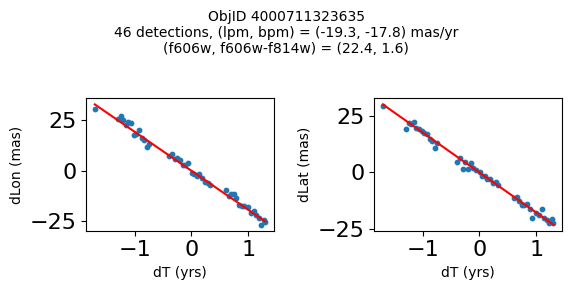 ObjID 4000711323635
46 detections, (lpm, bpm) = (-19.3, -17.8) mas/yr
(f606w, f606w-f814w) = (22.4, 1.6)
dLon (mas)
25
0
−25
−1
0
1
dT (yrs)
dLat (mas)
25
0
−25
−1
0
1
dT (yrs)